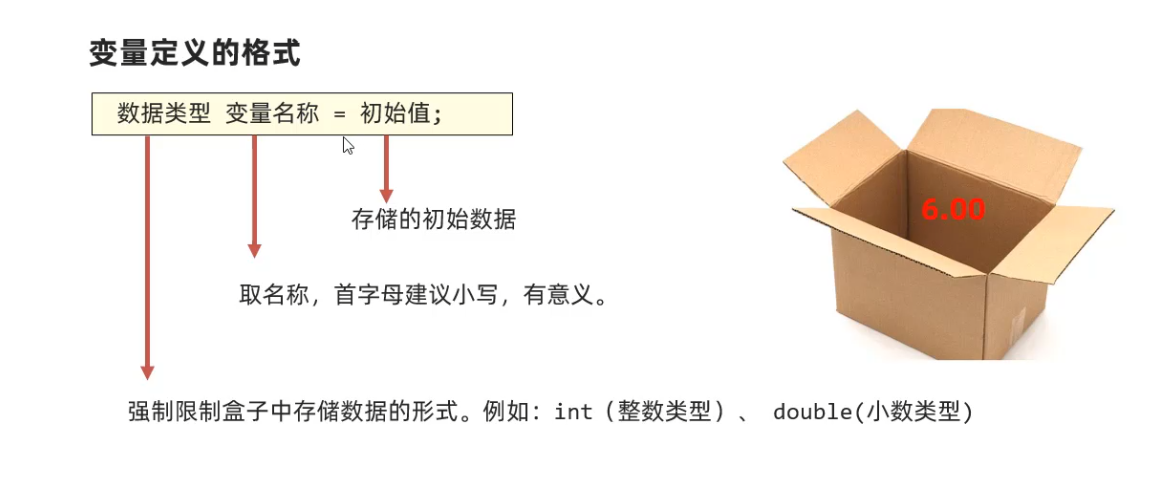 变量定义的格式
数据类型 变量名称 = 初始值;
存储的初始数据
6.00
取名称，首字母建议小写，有意义。
强制限制盒子中存储数据的形式。例如：int（整数类型）、 double(小数类型)